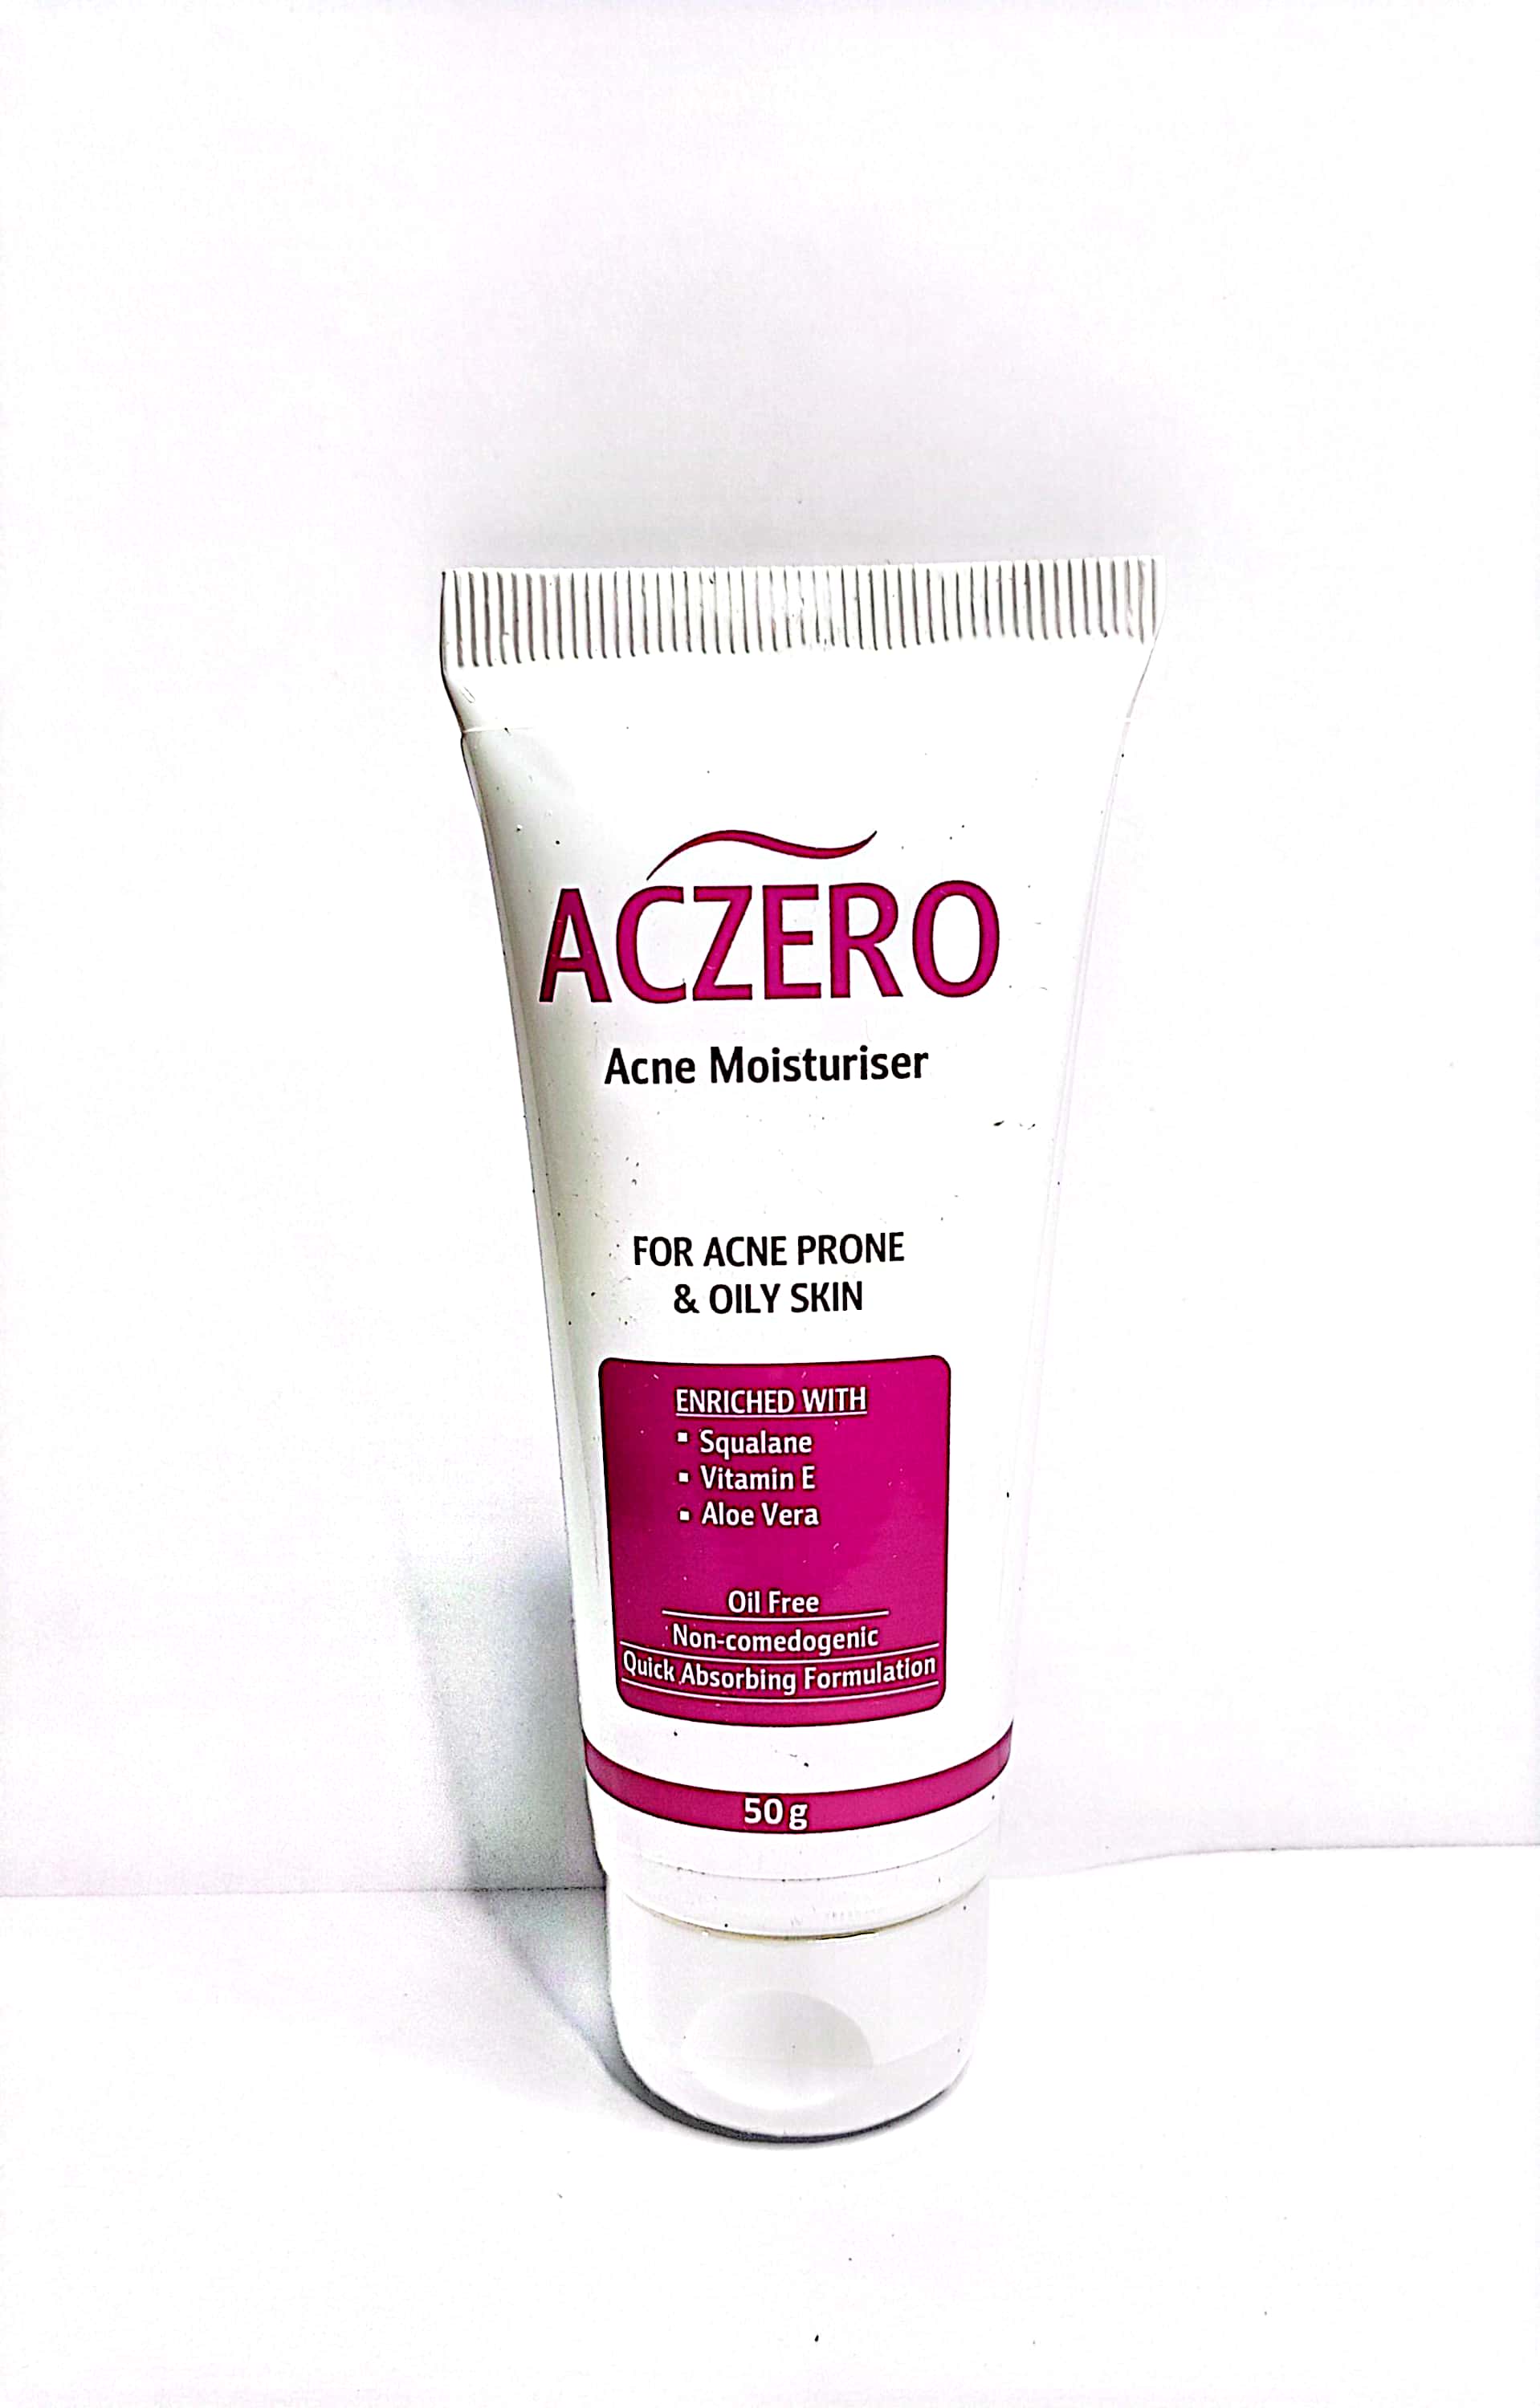 ACZERO
Acne Moisturiser
FOR ACNE PRONE
& OILY SKIN
ENRICHED WITH
▪ Squalane
▪ Vitamin E
▪ Aloe Vera
Oil Free
Non-comedogenic
Quick Absorbing Formulation
50 g